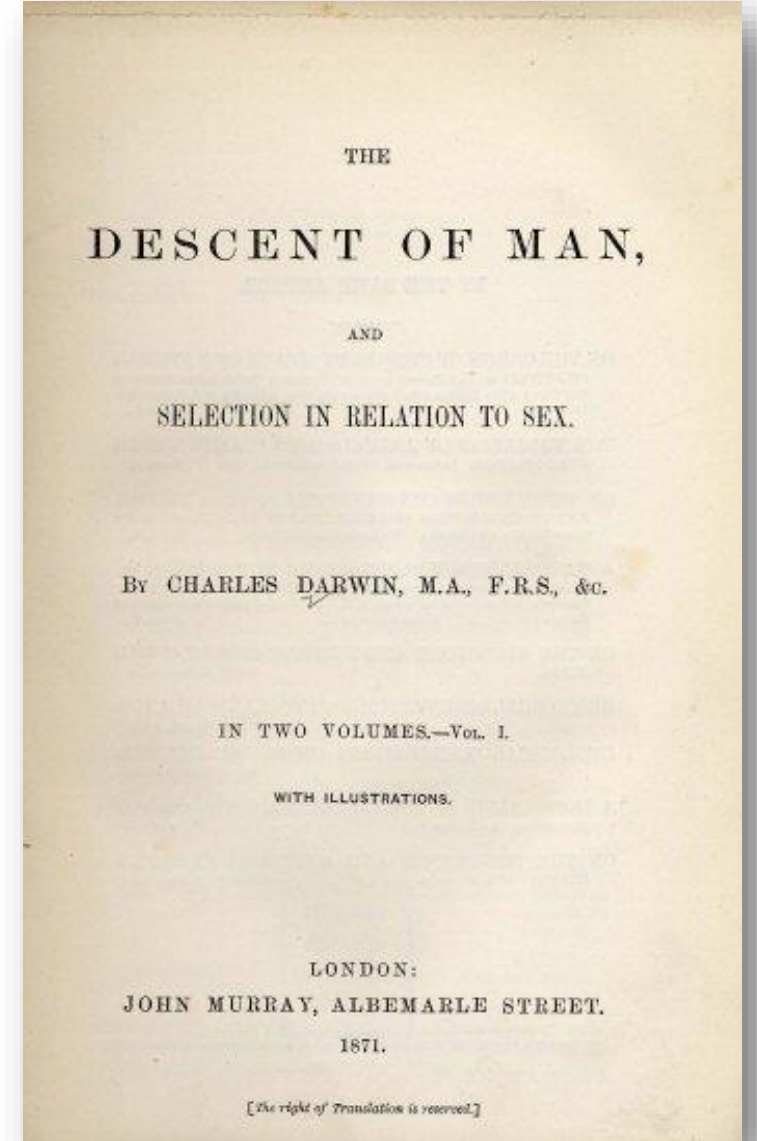 THE
DESCENT OF MAN,
AND
SELECTION IN RELATION TO SEX.
BY CHARLES DARWIN, M.A., F.R.S., &c.
IN TWO VOLUMES.—VOL. I.
WITH ILLUSTRATIONS.
LONDON:
JOHN MURRAY, ALBEMARLE STREET.
1871.
[The right of Translation is reserved.]